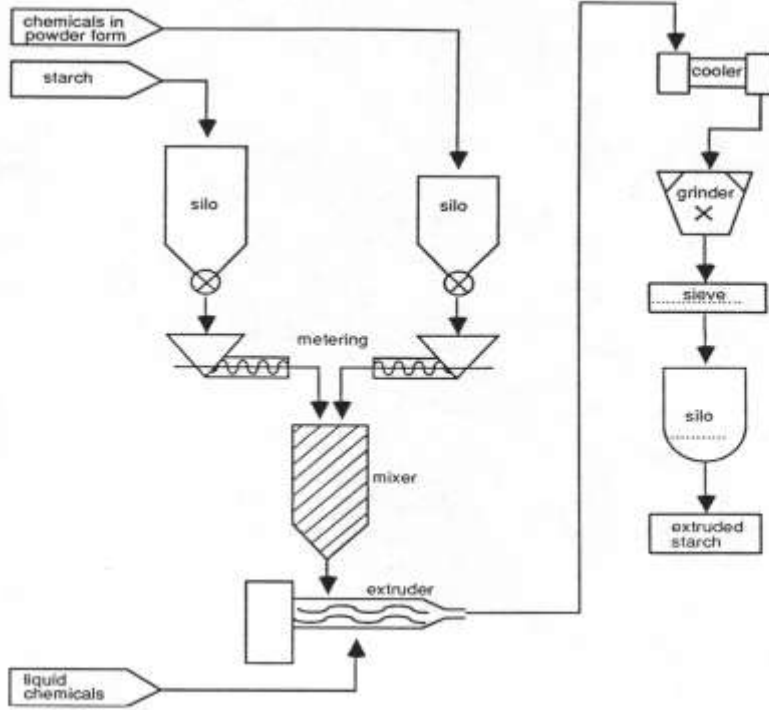 chemicals in
powder form
starch
silo
silo
metering
mixer
extruder
liquid
chemicals
cooler
grinder
sieve
silo
extruded
starch